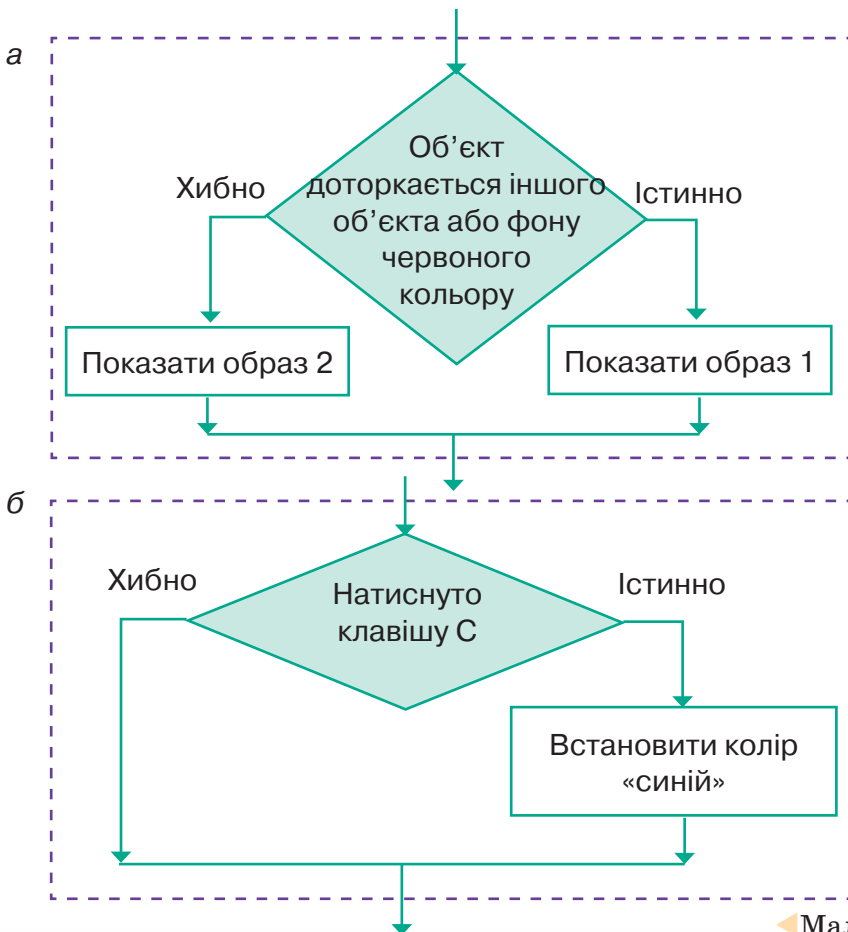 а
Об’єкт
доторкається іншого
об’єкта або фону
червоного
кольору
Хибно
Істинно
Показати образ 2
Показати образ 1
б
Хибно
Істинно
Натиснуто
клавішу С
Встановити колір
«синій»